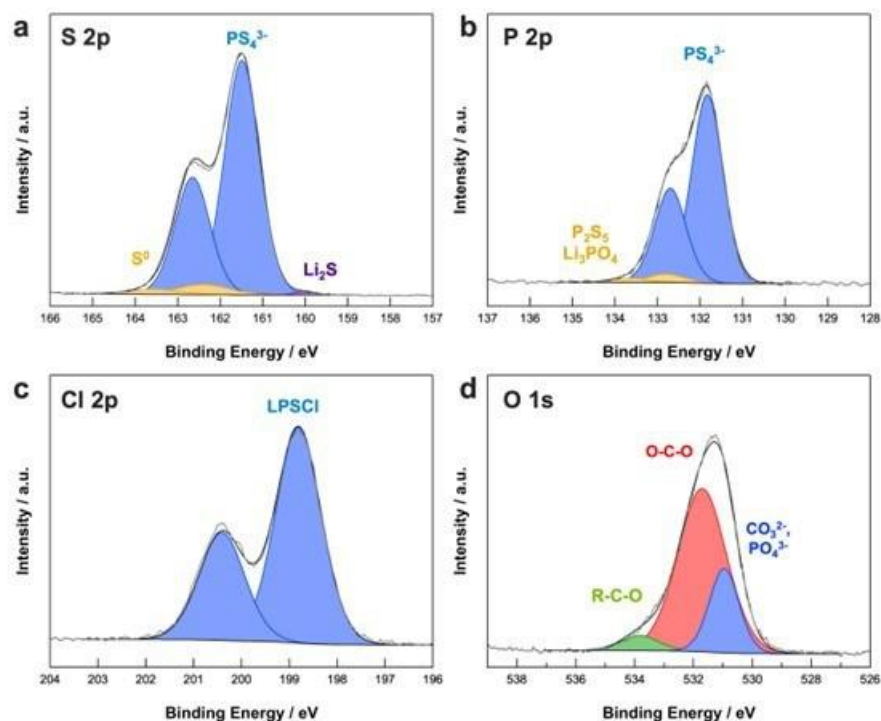 a
S 2p
PS₄³⁻
S⁰
Li₂S
Intensity / a.u.
166 165 164 163 162 161 160 159 158 157
Binding Energy / eV
b
P 2p
PS₄³⁻
P₂S₅
Li₃PO₄
Intensity / a.u.
137 136 135 134 133 132 131 130 129 128
Binding Energy / eV
c
Cl 2p
LPSCl
Intensity / a.u.
204 203 202 201 200 199 198 197 196
Binding Energy / eV
d
O 1s
O-C-O
CO₃²⁻,
PO₄³⁻
R-C-O
Intensity / a.u.
538 536 534 532 530 528 526
Binding Energy / eV